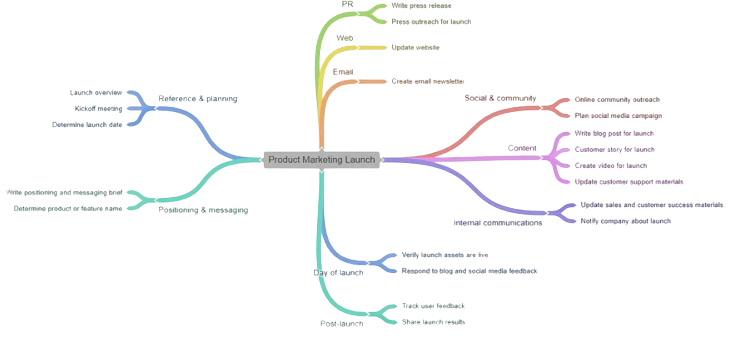 PR
Write press release
Press outreach for launch
Web
Update website
Email
Create email newsletter
Reference & planning
Launch overview
Kickoff meeting
Determine launch date
Social & community
Online community outreach
Plan social media campaign
Content
Write blog post for launch
Customer story for launch
Create video for launch
Update customer support materials
Product Marketing Launch
Positioning & messaging
Write positioning and messaging brief
Determine product or feature name
Internal communications
Update sales and customer success materials
Notify company about launch
Day of launch
Verify launch assets are live
Respond to blog and social media feedback
Post-launch
Track user feedback
Share launch results